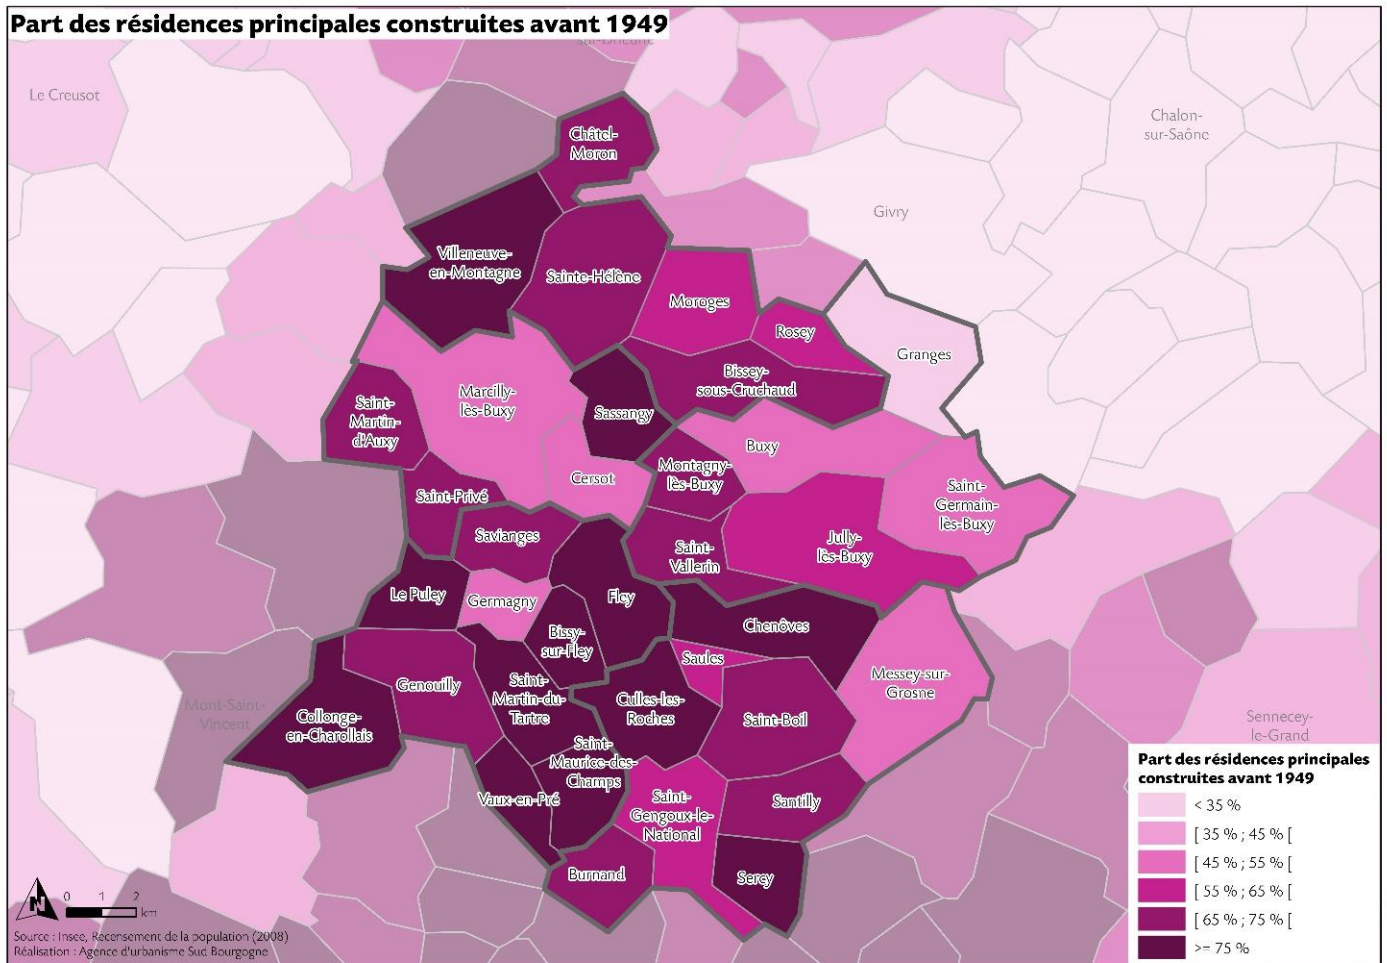 Part des résidences principales construites avant 1949
Le Creusot
Chalon-
sur-Saône
Châtel-
Moron
Givry
Villeneuve-
en-Montagne
Sainte-Hélène
Moroges
Rosey
Granges
Bissey-
sous-Cruchaud
Marcilly-
lès-Buxy
Saint-
Martin-
d'Auxy
Sassangy
Buxy
Cersot
Montagny-
lès-Buxy
Saint-Privé
Saint-
Germain-
lès-Buxy
Savianges
Saint-
Vallerin
Jully-
lès-Buxy
Le Puley
Germagny
Fley
Bissy-
sur-Fley
Chenôves
Saules
Messey-sur-
Grosne
Genouilly
Saint-
Martin-du-
Tartre
Culles-les-
Roches
Saint-Boil
Mont-Saint-
Vincent
Collonge-
en-Charollais
Sennecey-
le-Grand
Saint-
Maurice-des-
Champs
Vaux-en-Pré
Saint-
Gengoux-le-
National
Santilly
Burnand
Sercy
Part des résidences principales
construites avant 1949
< 35 %
[ 35 % ; 45 % [
[ 45 % ; 55 % [
[ 55 % ; 65 % [
[ 65 % ; 75 % [
>= 75 %
N
0 1 2
km
Source : Insee, Recensement de la population (2008)
Réalisation : Agence d'urbanisme Sud Bourgogne